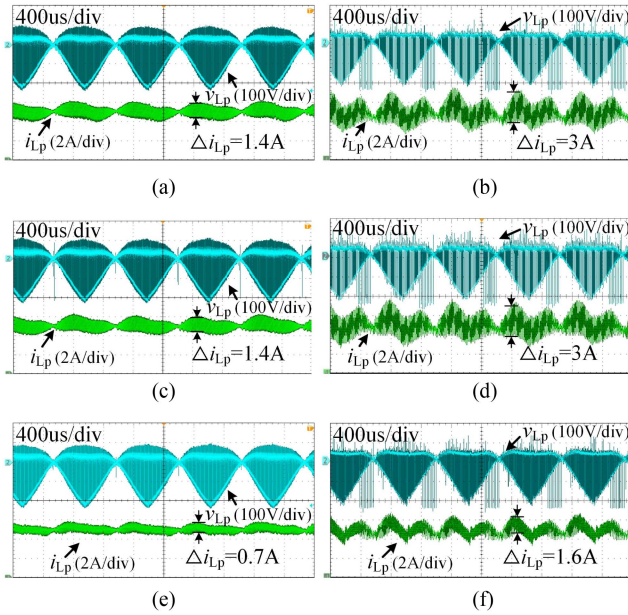 400us/div
vLp (100V/div)
iLp (2A/div)
△iLp=1.4A
(a)
400us/div
vLp (100V/div)
iLp (2A/div)
△iLp=3A
(b)
400us/div
vLp (100V/div)
iLp (2A/div)
△iLp=1.4A
(c)
400us/div
vLp (100V/div)
iLp (2A/div)
△iLp=3A
(d)
400us/div
vLp (100V/div)
iLp (2A/div)
△iLp=0.7A
(e)
400us/div
vLp (100V/div)
iLp (2A/div)
△iLp=1.6A
(f)